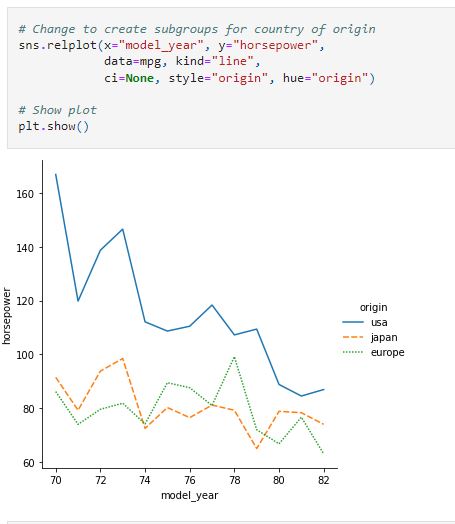 # Change to create subgroups for country of origin
sns.relplot(x="model_year", y="horsepower",
data=mpg, kind="line",
ci=None, style="origin", hue="origin")
# Show plot
plt.show()
160
140
120
100
80
60
horsepower
70 72 74 76 78 80 82
model_year
origin
usa
japan
europe